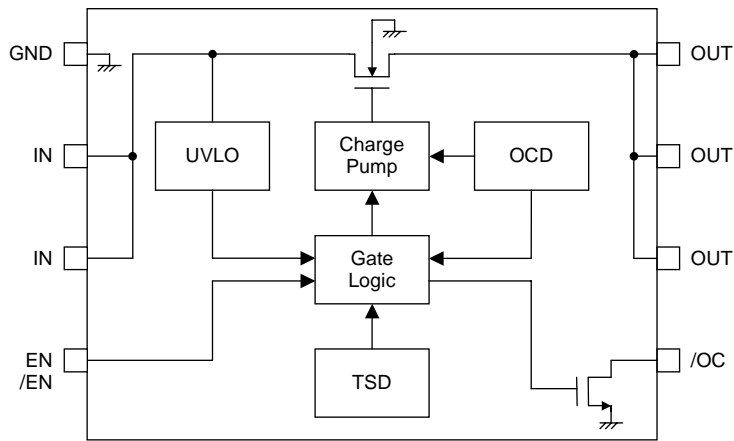 GND
OUT
IN
UVLO
Charge
Pump
OCD
OUT
IN
Gate
Logic
OUT
EN
/EN
TSD
/OC